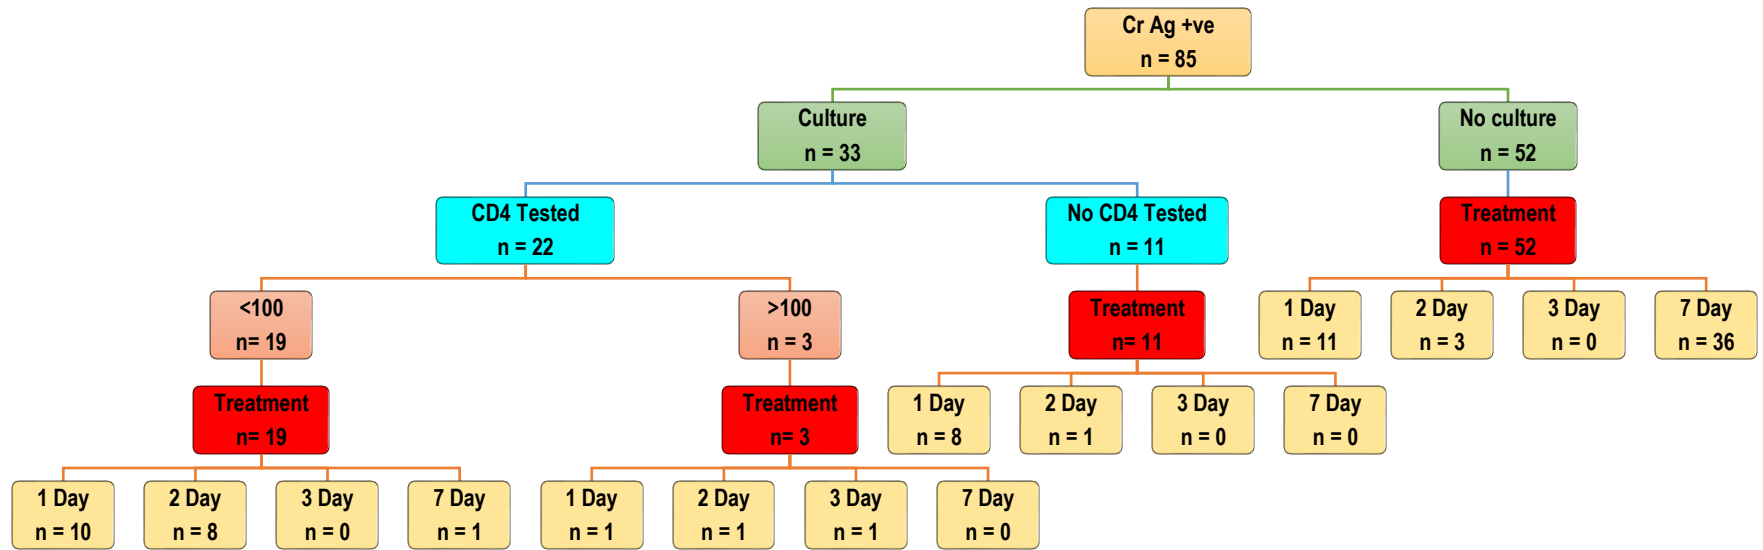 Cr Ag +ve
n = 85
Culture
n = 33
No culture
n = 52
CD4 Tested
n = 22
No CD4 Tested
n = 11
Treatment
n = 52
<100
n= 19
>100
n = 3
Treatment
n= 11
1 Day
n = 11
2 Day
n = 3
3 Day
n = 0
7 Day
n = 36
Treatment
n= 19
Treatment
n= 3
1 Day
n = 8
2 Day
n = 1
3 Day
n = 0
7 Day
n = 0
1 Day
n = 10
2 Day
n = 8
3 Day
n = 0
7 Day
n = 1
1 Day
n = 1
2 Day
n = 1
3 Day
n = 1
7 Day
n = 0